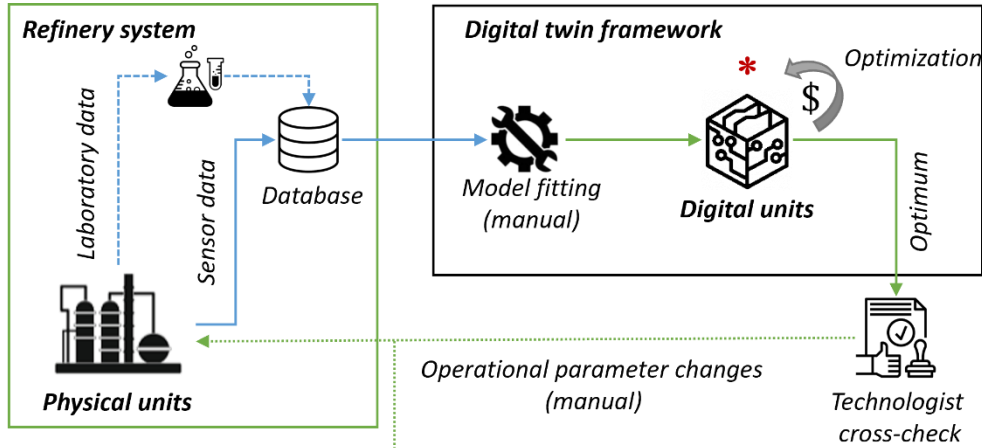 Refinery system
Laboratory data
Sensor data
Database
Physical units
Digital twin framework
*
Optimization
$
Model fitting
(manual)
Digital units
Optimum
Operational parameter changes
(manual)
Technologist
cross-check